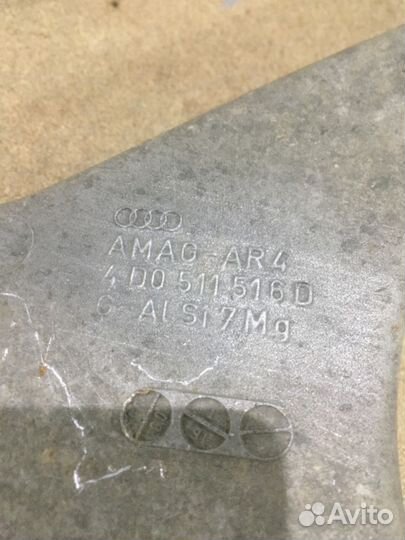 AMAG-AR4
4D0 511 516 D
G AlSi7Mg
Avito